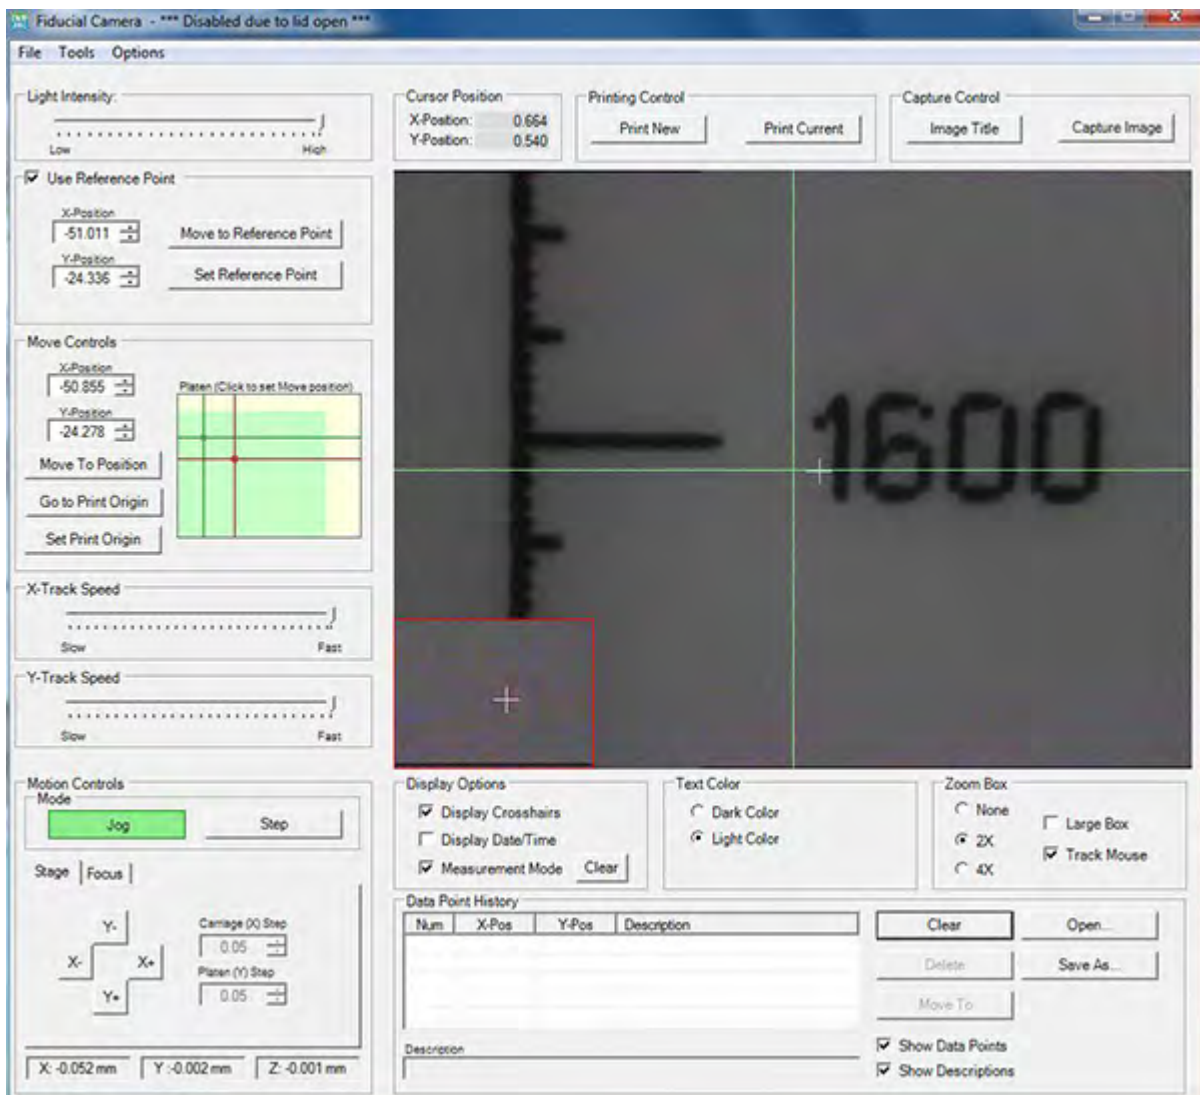 Fiducial Camera - *** Disabled due to lid open ***
File Tools Options
Light Intensity:
Low High
Cursor Position
X-Position: 0.664
Y-Position: 0.540
Printing Control
Print New Print Current
Capture Control
Image Title Capture Image
Use Reference Point
X-Position
-51.011 Move to Reference Point
Y-Position
-24.336 Set Reference Point
Move Controls
X-Position
-50.855
Y-Position
-24.278
Platen (Click to set Move position)
Move To Position
Go to Print Origin
Set Print Origin
1600
X-Track Speed
Slow Fast
Y-Track Speed
Slow Fast
Motion Controls
Mode
Jog Step
Stage Focus
Y-
X- X+
Y+
Carriage (X) Step
0.05
Platen (Y) Step
0.05
X: -0.052 mm Y :-0.002 mm Z: -0.001 mm
Display Options
Display Crosshairs
Display Date/Time
Measurement Mode Clear
Text Color
Dark Color
Light Color
Zoom Box
None
2X
4X
Large Box
Track Mouse
Data Point History
Num X-Pos Y-Pos Description
Clear Open...
Delete Save As...
Move To
Description
Show Data Points
Show Descriptions